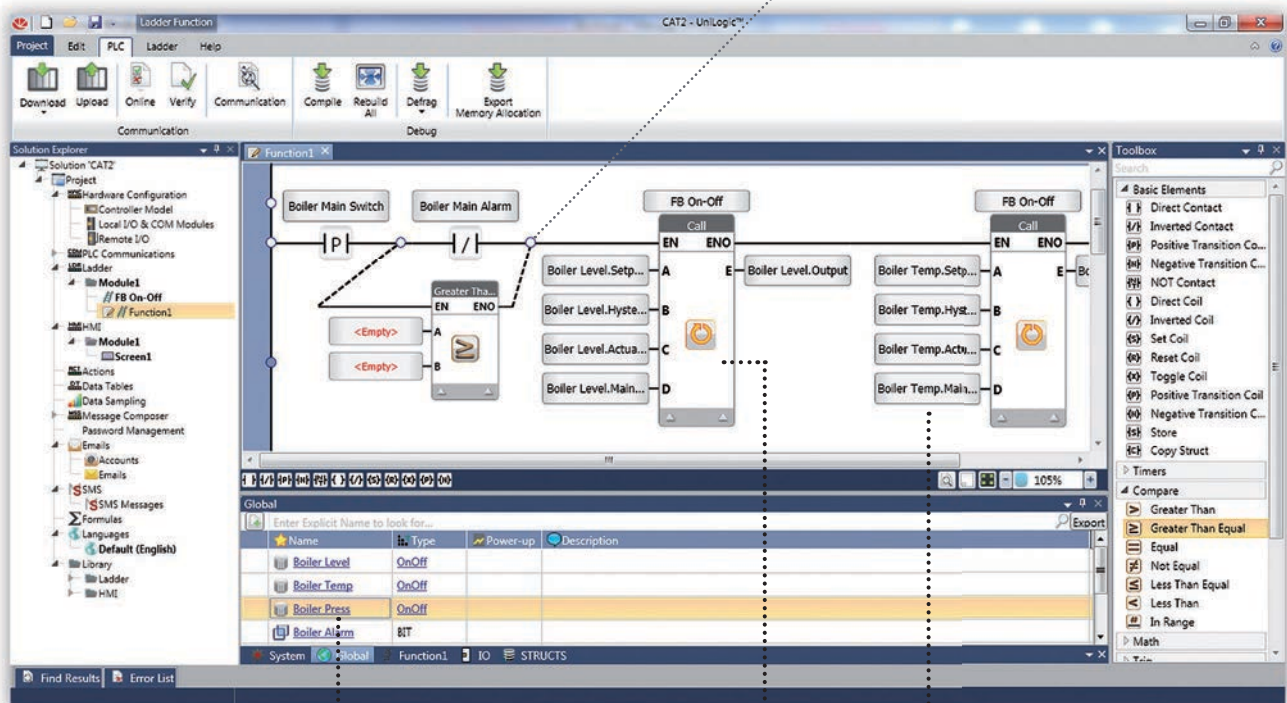 Ladder Function
CAT2 - UniLogic™
Project Edit PLC Ladder Help
Download Upload Online Verify Communication Compile Rebuild All Defrag Export Memory Allocation
Communication Debug
Solution Explorer
Solution 'CAT2'
Project
Hardware Configuration
Controller Model
Local I/O & COM Modules
Remote I/O
PLC Communications
Ladder
Module1
FB On-Off
Function1
HMI
Module1
Screen1
Actions
Data Tables
Data Sampling
Message Composer
Password Management
Emails
Accounts
Emails
SMS
SMS Messages
Formulas
Languages
Default (English)
Library
Ladder
HMI
Function1
Boiler Main Switch Boiler Main Alarm FB On-Off FB On-Off
P / Call Call
EN ENO EN ENO
Boiler Level.Setp... A E Boiler Level.Output Boiler Temp.Setp... A E Bo
Greater Tha...
EN ENO
Boiler Level.Hyste... B Boiler Temp.Hyst... B
<Empty> A
Boiler Level.Actua... C Boiler Temp.Actu... C
<Empty> B
Boiler Level.Main... D Boiler Temp.Main... D
105%
Global
Enter Explicit Name to look for... Export
Name Type Power-up Description
Boiler Level OnOff
Boiler Temp OnOff
Boiler Press OnOff
Boiler Alarm BIT
System Global Function1 IO STRUCTS
Toolbox
Search
Basic Elements
Direct Contact
Inverted Contact
Positive Transition Co...
Negative Transition C...
NOT Contact
Direct Coil
Inverted Coil
Set Coil
Reset Coil
Toggle Coil
Positive Transition Coil
Negative Transition C...
Store
Copy Struct
Timers
Compare
Greater Than
Greater Than Equal
Equal
Not Equal
Less Than Equal
Less Than
In Range
Math
Find Results Error List